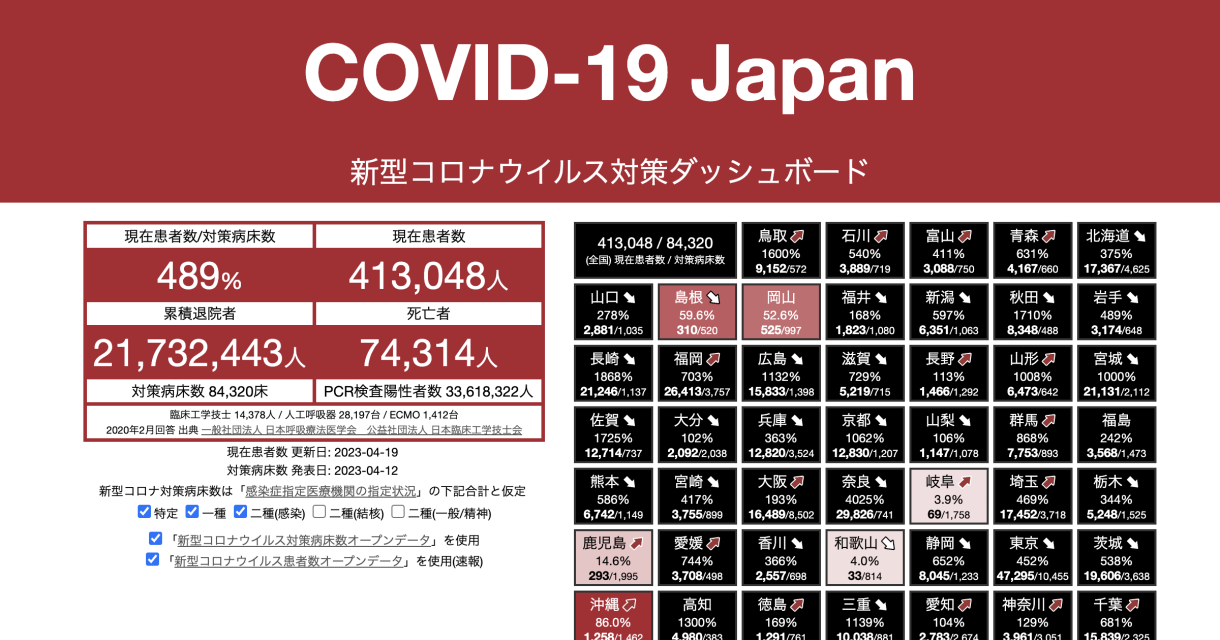 COVID-19 Japan
新型コロナウイルス対策ダッシュボード
現在患者数/対策病床数
現在患者数
489%
413,048人
累積退院者
死亡者
21,732,443人
74,314人
対策病床数 84,320床
PCR検査陽性者数 33,618,322人
臨床工学技士 14,378人 / 人工呼吸器 28,197台 / ECMO 1,412台
2020年2月回答 出典 一般社団法人 日本呼吸療法医学会　公益社団法人 日本臨床工学技士会
現在患者数 更新日: 2023-04-19
対策病床数 発表日: 2023-04-12
新型コロナ対策病床数は「感染症指定医療機関の指定状況」の下記合計と仮定
特定 一種 二種(感染) 二種(結核) 二種(一般/精神)
「新型コロナウイルス対策病床数オープンデータ」を使用
「新型コロナウイルス患者数オープンデータ」を使用(速報)
413,048 / 84,320
(全国) 現在患者数 / 対策病床数
鳥取
1600%
9,152/572
石川
540%
3,889/719
富山
411%
3,088/750
青森
631%
4,167/660
北海道
375%
17,367/4,625
山口
278%
2,881/1,035
島根
59.6%
310/520
岡山
52.6%
525/997
福井
168%
1,823/1,080
新潟
597%
6,351/1,063
秋田
1710%
8,348/488
岩手
489%
3,174/648
長崎
1868%
21,246/1,137
福岡
703%
26,413/3,757
広島
1132%
15,833/1,398
滋賀
729%
5,219/715
長野
113%
1,466/1,292
山形
1008%
6,473/642
宮城
1000%
21,131/2,112
佐賀
1725%
12,714/737
大分
102%
2,092/2,038
兵庫
363%
12,820/3,524
京都
1062%
12,830/1,207
山梨
106%
1,147/1,078
群馬
868%
7,753/893
福島
242%
3,568/1,473
熊本
586%
6,742/1,149
宮崎
417%
3,755/899
大阪
193%
16,489/8,502
奈良
4025%
29,826/741
岐阜
3.9%
69/1,758
埼玉
469%
17,452/3,718
栃木
344%
5,248/1,525
鹿児島
14.6%
293/1,995
愛媛
744%
3,708/498
香川
366%
2,557/698
和歌山
4.0%
33/814
静岡
652%
8,045/1,233
東京
452%
47,295/10,455
茨城
538%
19,606/3,638
沖縄
86.0%
1,258/1,462
高知
1300%
4,980/383
徳島
169%
1,291/761
三重
1139%
10,038/881
愛知
104%
2,783/2,674
神奈川
129%
3,961/3,051
千葉
681%
15,839/2,325